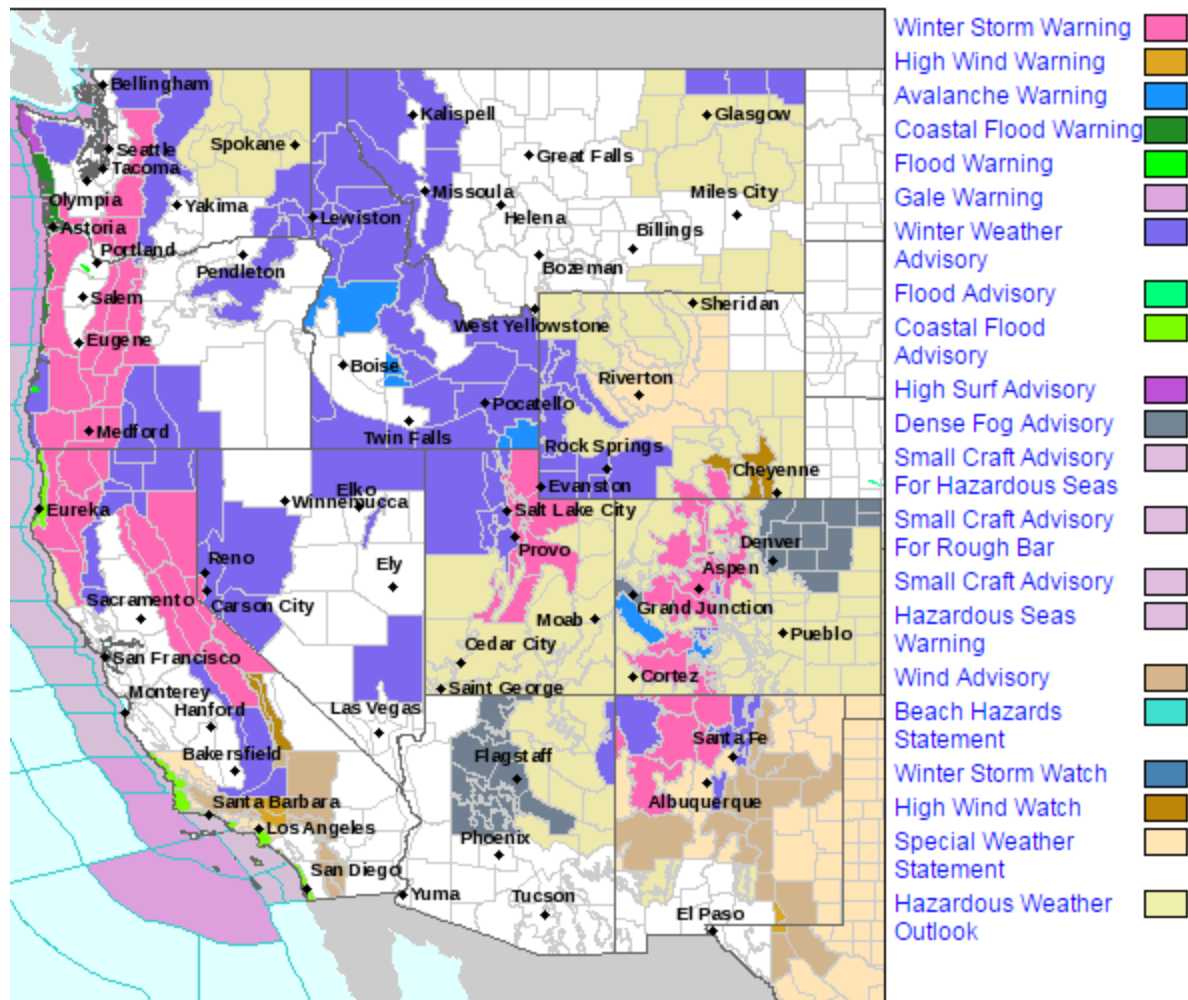 Bellingham
Kalispell
Glasgow
Seattle
Spokane
Tacoma
Great Falls
Olympia
Yakima
Lewiston
Missoula
Helena
Miles City
Astoria
Portland
Pendleton
Billings
Bozeman
Salem
West Yellowstone
Sheridan
Eugene
Boise
Riverton
Pocatello
Medford
Twin Falls
Rock Springs
Cheyenne
Evanston
Elko
Winnemucca
Eureka
Salt Lake City
Provo
Denver
Reno
Ely
Aspen
Sacramento
Carson City
Moab
Grand Junction
Pueblo
San Francisco
Cedar City
Cortez
Monterey
Saint George
Hanford
Las Vegas
Bakersfield
Flagstaff
Santa Fe
Santa Barbara
Albuquerque
Los Angeles
Phoenix
San Diego
Yuma
Tucson
El Paso
Winter Storm Warning
High Wind Warning
Avalanche Warning
Coastal Flood Warning
Flood Warning
Gale Warning
Winter Weather
Advisory
Flood Advisory
Coastal Flood
Advisory
High Surf Advisory
Dense Fog Advisory
Small Craft Advisory
For Hazardous Seas
Small Craft Advisory
For Rough Bar
Small Craft Advisory
Hazardous Seas
Warning
Wind Advisory
Beach Hazards
Statement
Winter Storm Watch
High Wind Watch
Special Weather
Statement
Hazardous Weather
Outlook